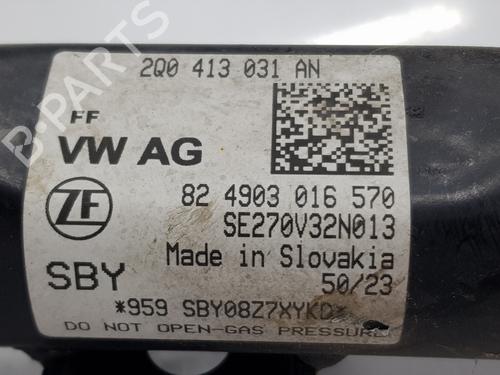 2Q0 413 031 AN
FF
VW AG
ZF
82 4903 016 570
SE270V32N013
Made in Slovakia
SBY
50/23
*959 SBY08Z7XYKD*
DO NOT OPEN-GAS PRESSURE
B-PARTS